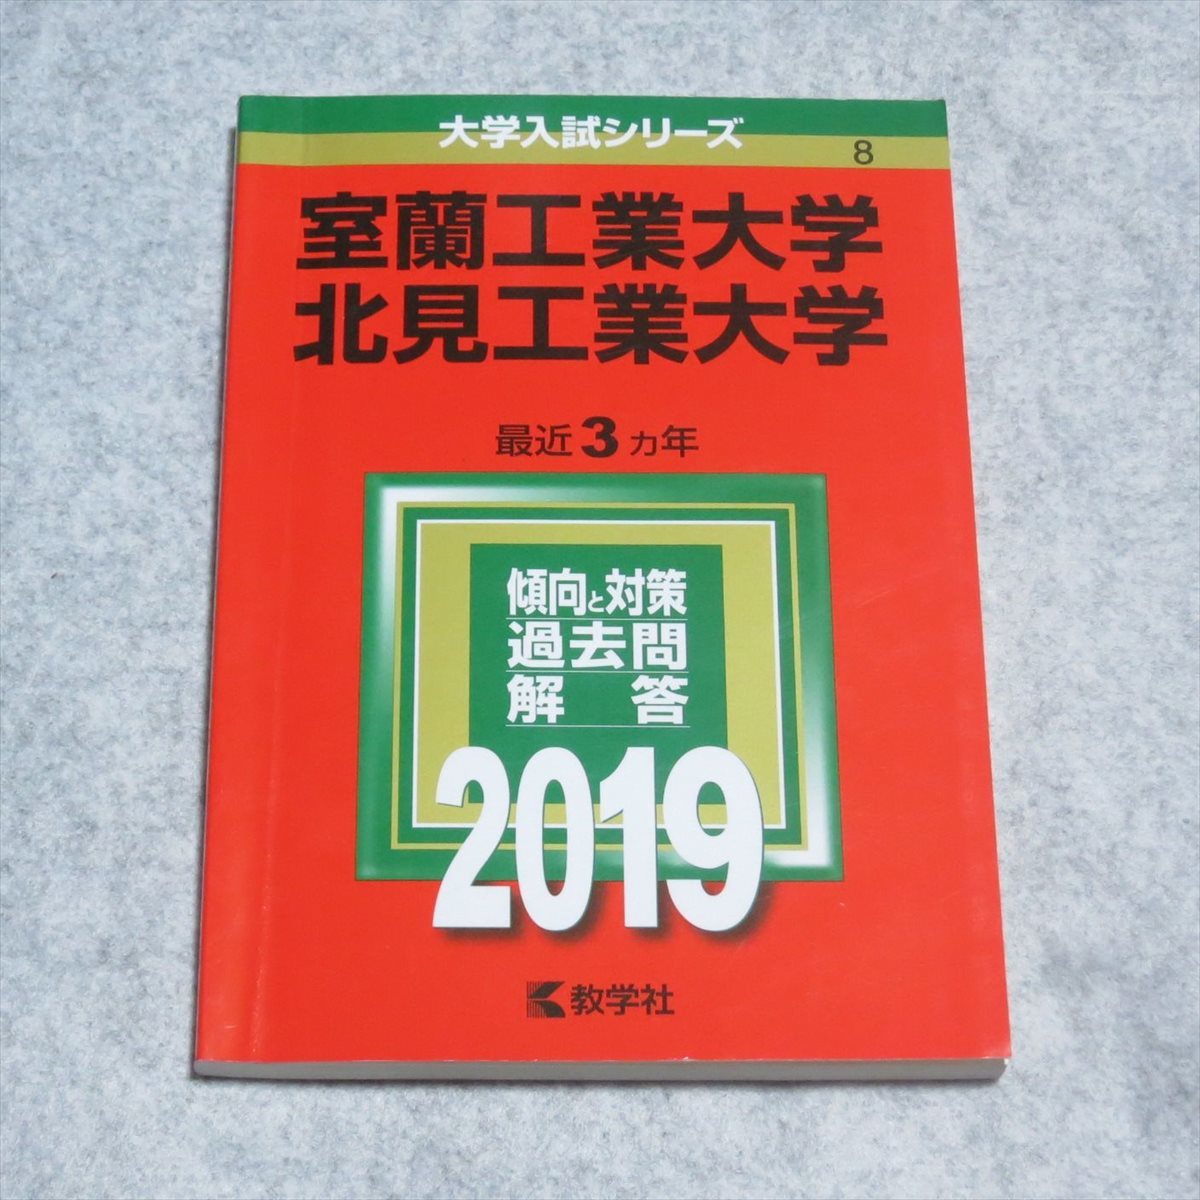 大学入試シリーズ
8
室蘭工業大学
北見工業大学
最近3ヵ年
傾向と対策
過去問
解答
2019
教学社